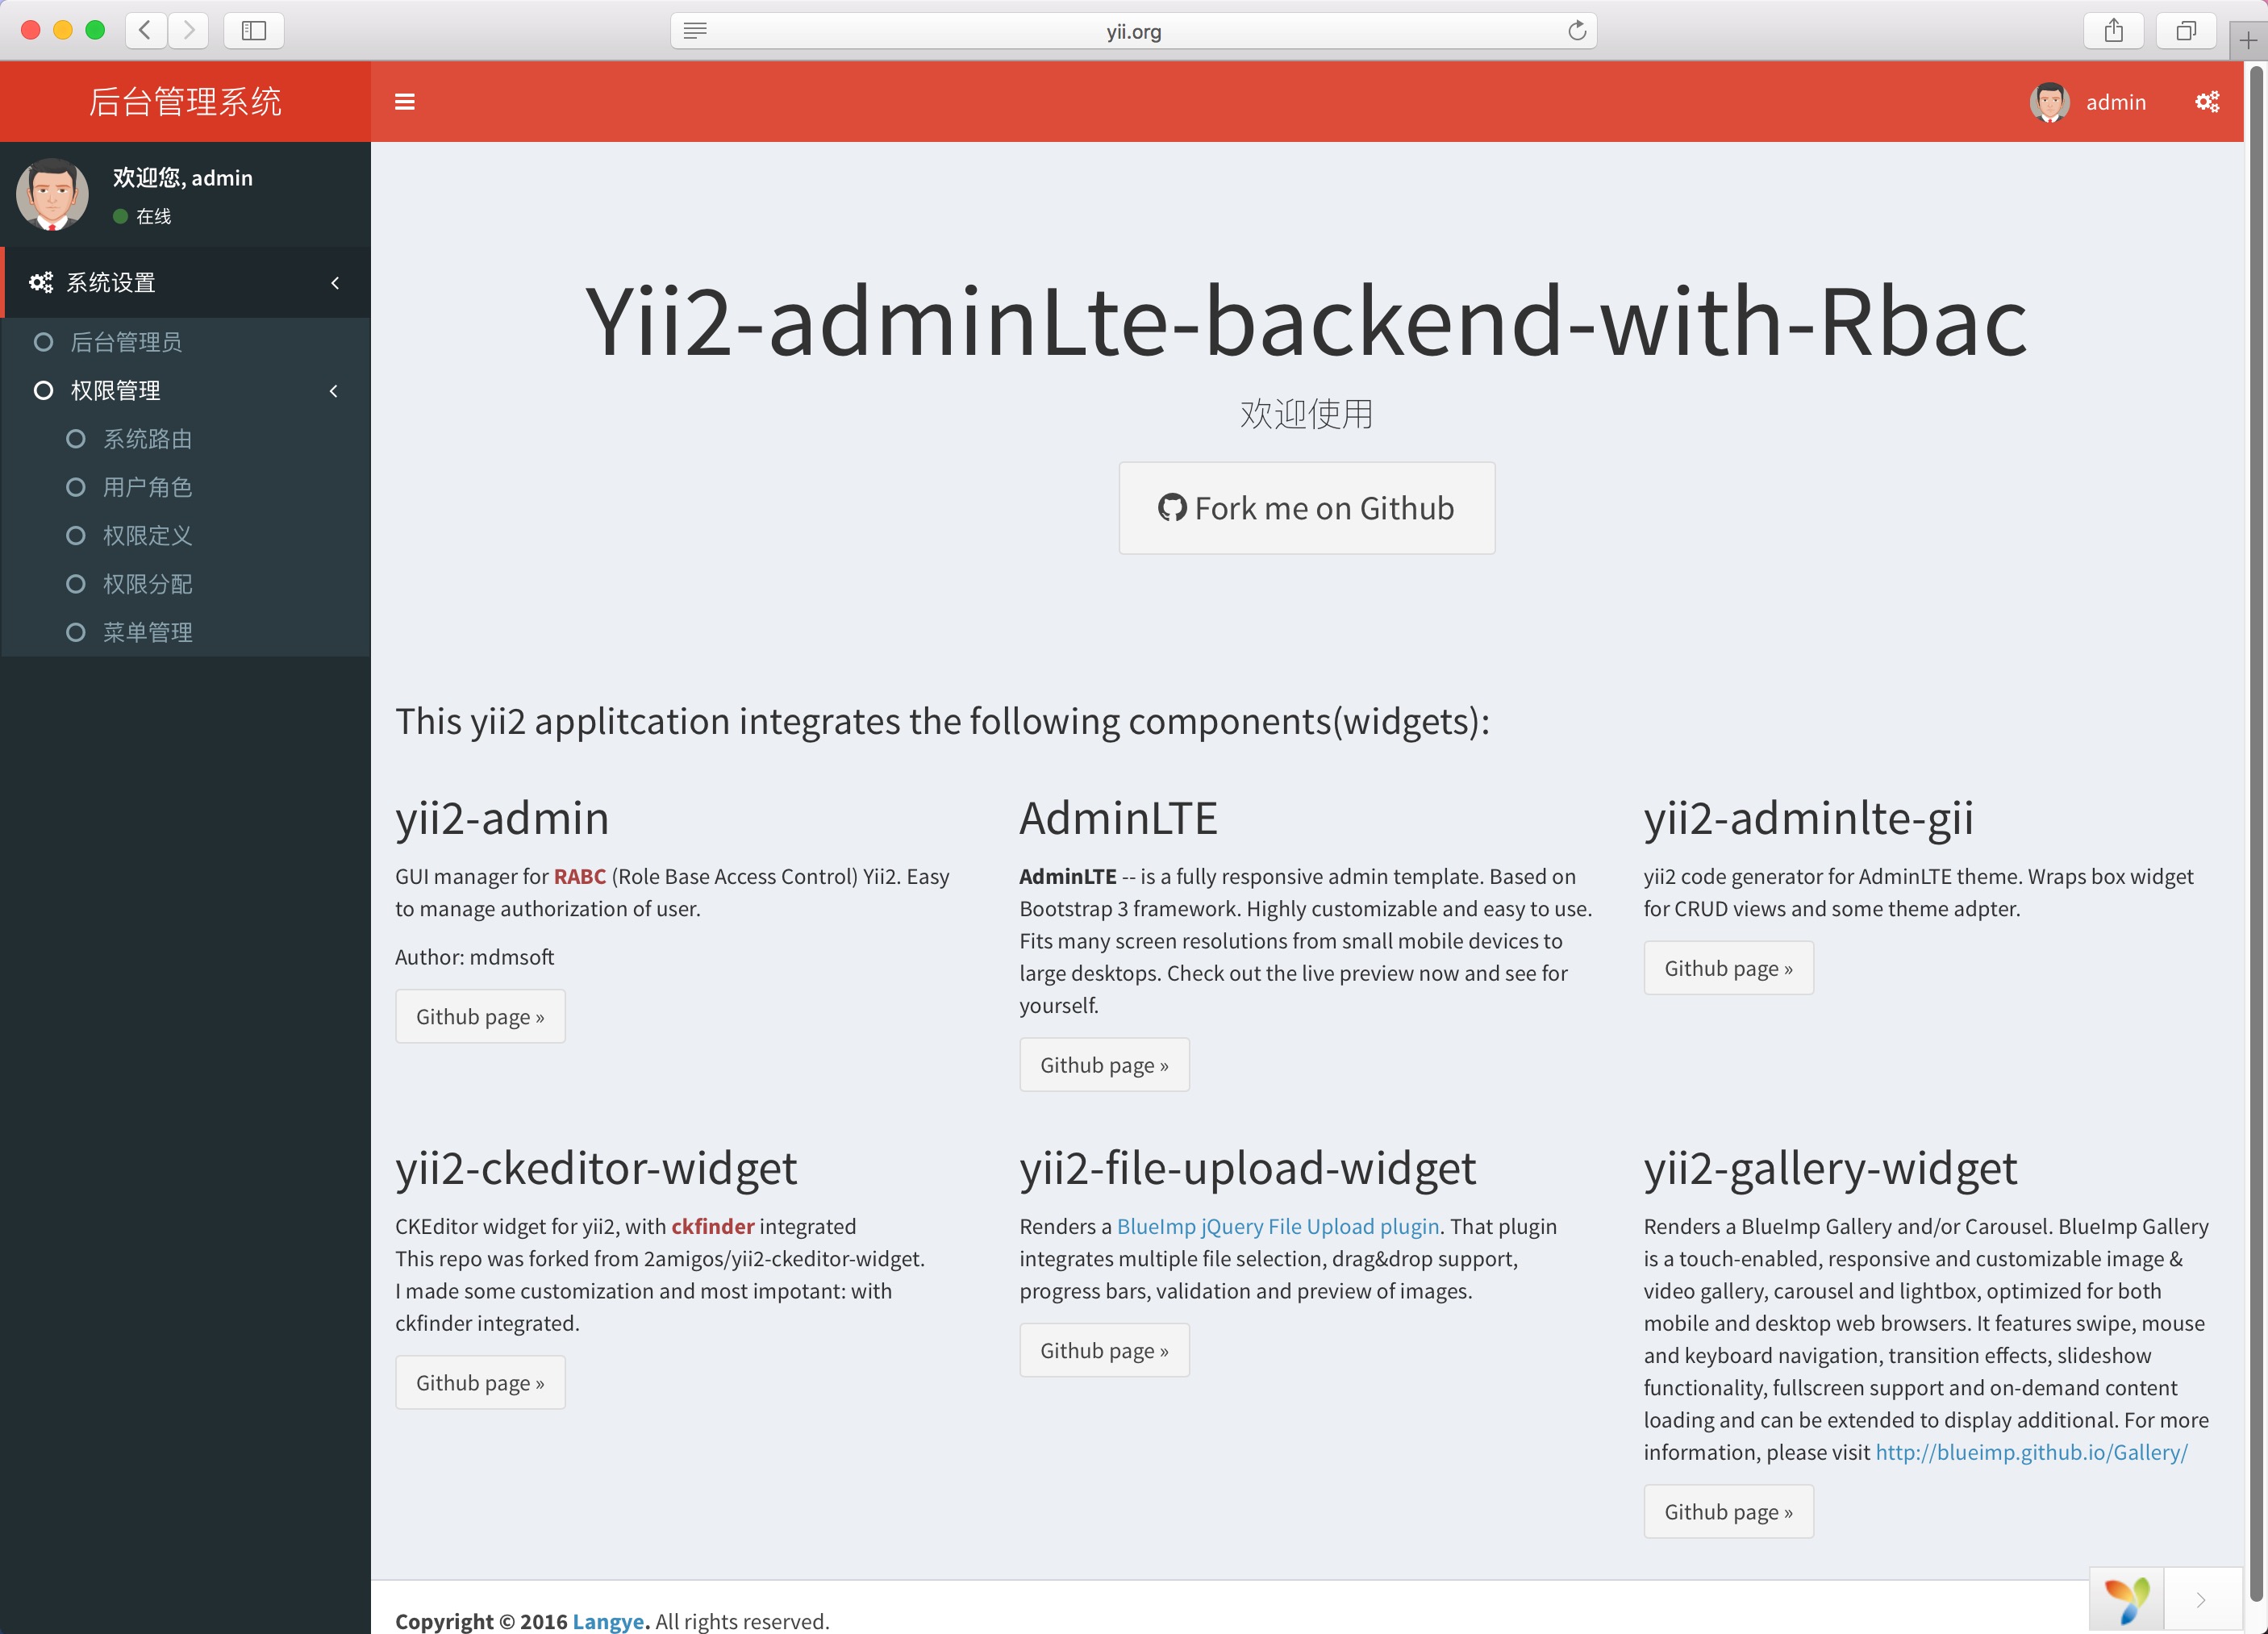 yii.org
后台管理系统
admin
欢迎您, admin
在线
系统设置
后台管理员
权限管理
系统路由
用户角色
权限定义
权限分配
菜单管理
Yii2-adminLte-backend-with-Rbac
欢迎使用
Fork me on Github
This yii2 applitcation integrates the following components(widgets):
yii2-admin
GUI manager for RABC (Role Base Access Control) Yii2. Easy
to manage authorization of user.
Author: mdmsoft
Github page »
AdminLTE
AdminLTE -- is a fully responsive admin template. Based on
Bootstrap 3 framework. Highly customizable and easy to use.
Fits many screen resolutions from small mobile devices to
large desktops. Check out the live preview now and see for
yourself.
Github page »
yii2-adminlte-gii
yii2 code generator for AdminLTE theme. Wraps box widget
for CRUD views and some theme adpter.
Github page »
yii2-ckeditor-widget
CKEditor widget for yii2, with ckfinder integrated
This repo was forked from 2amigos/yii2-ckeditor-widget.
I made some customization and most impotant: with
ckfinder integrated.
Github page »
yii2-file-upload-widget
Renders a BlueImp jQuery File Upload plugin. That plugin
integrates multiple file selection, drag&drop support,
progress bars, validation and preview of images.
Github page »
yii2-gallery-widget
Renders a BlueImp Gallery and/or Carousel. BlueImp Gallery
is a touch-enabled, responsive and customizable image &
video gallery, carousel and lightbox, optimized for both
mobile and desktop web browsers. It features swipe, mouse
and keyboard navigation, transition effects, slideshow
functionality, fullscreen support and on-demand content
loading and can be extended to display additional. For more
information, please visit http://blueimp.github.io/Gallery/
Github page »
Copyright © 2016 Langye. All rights reserved.